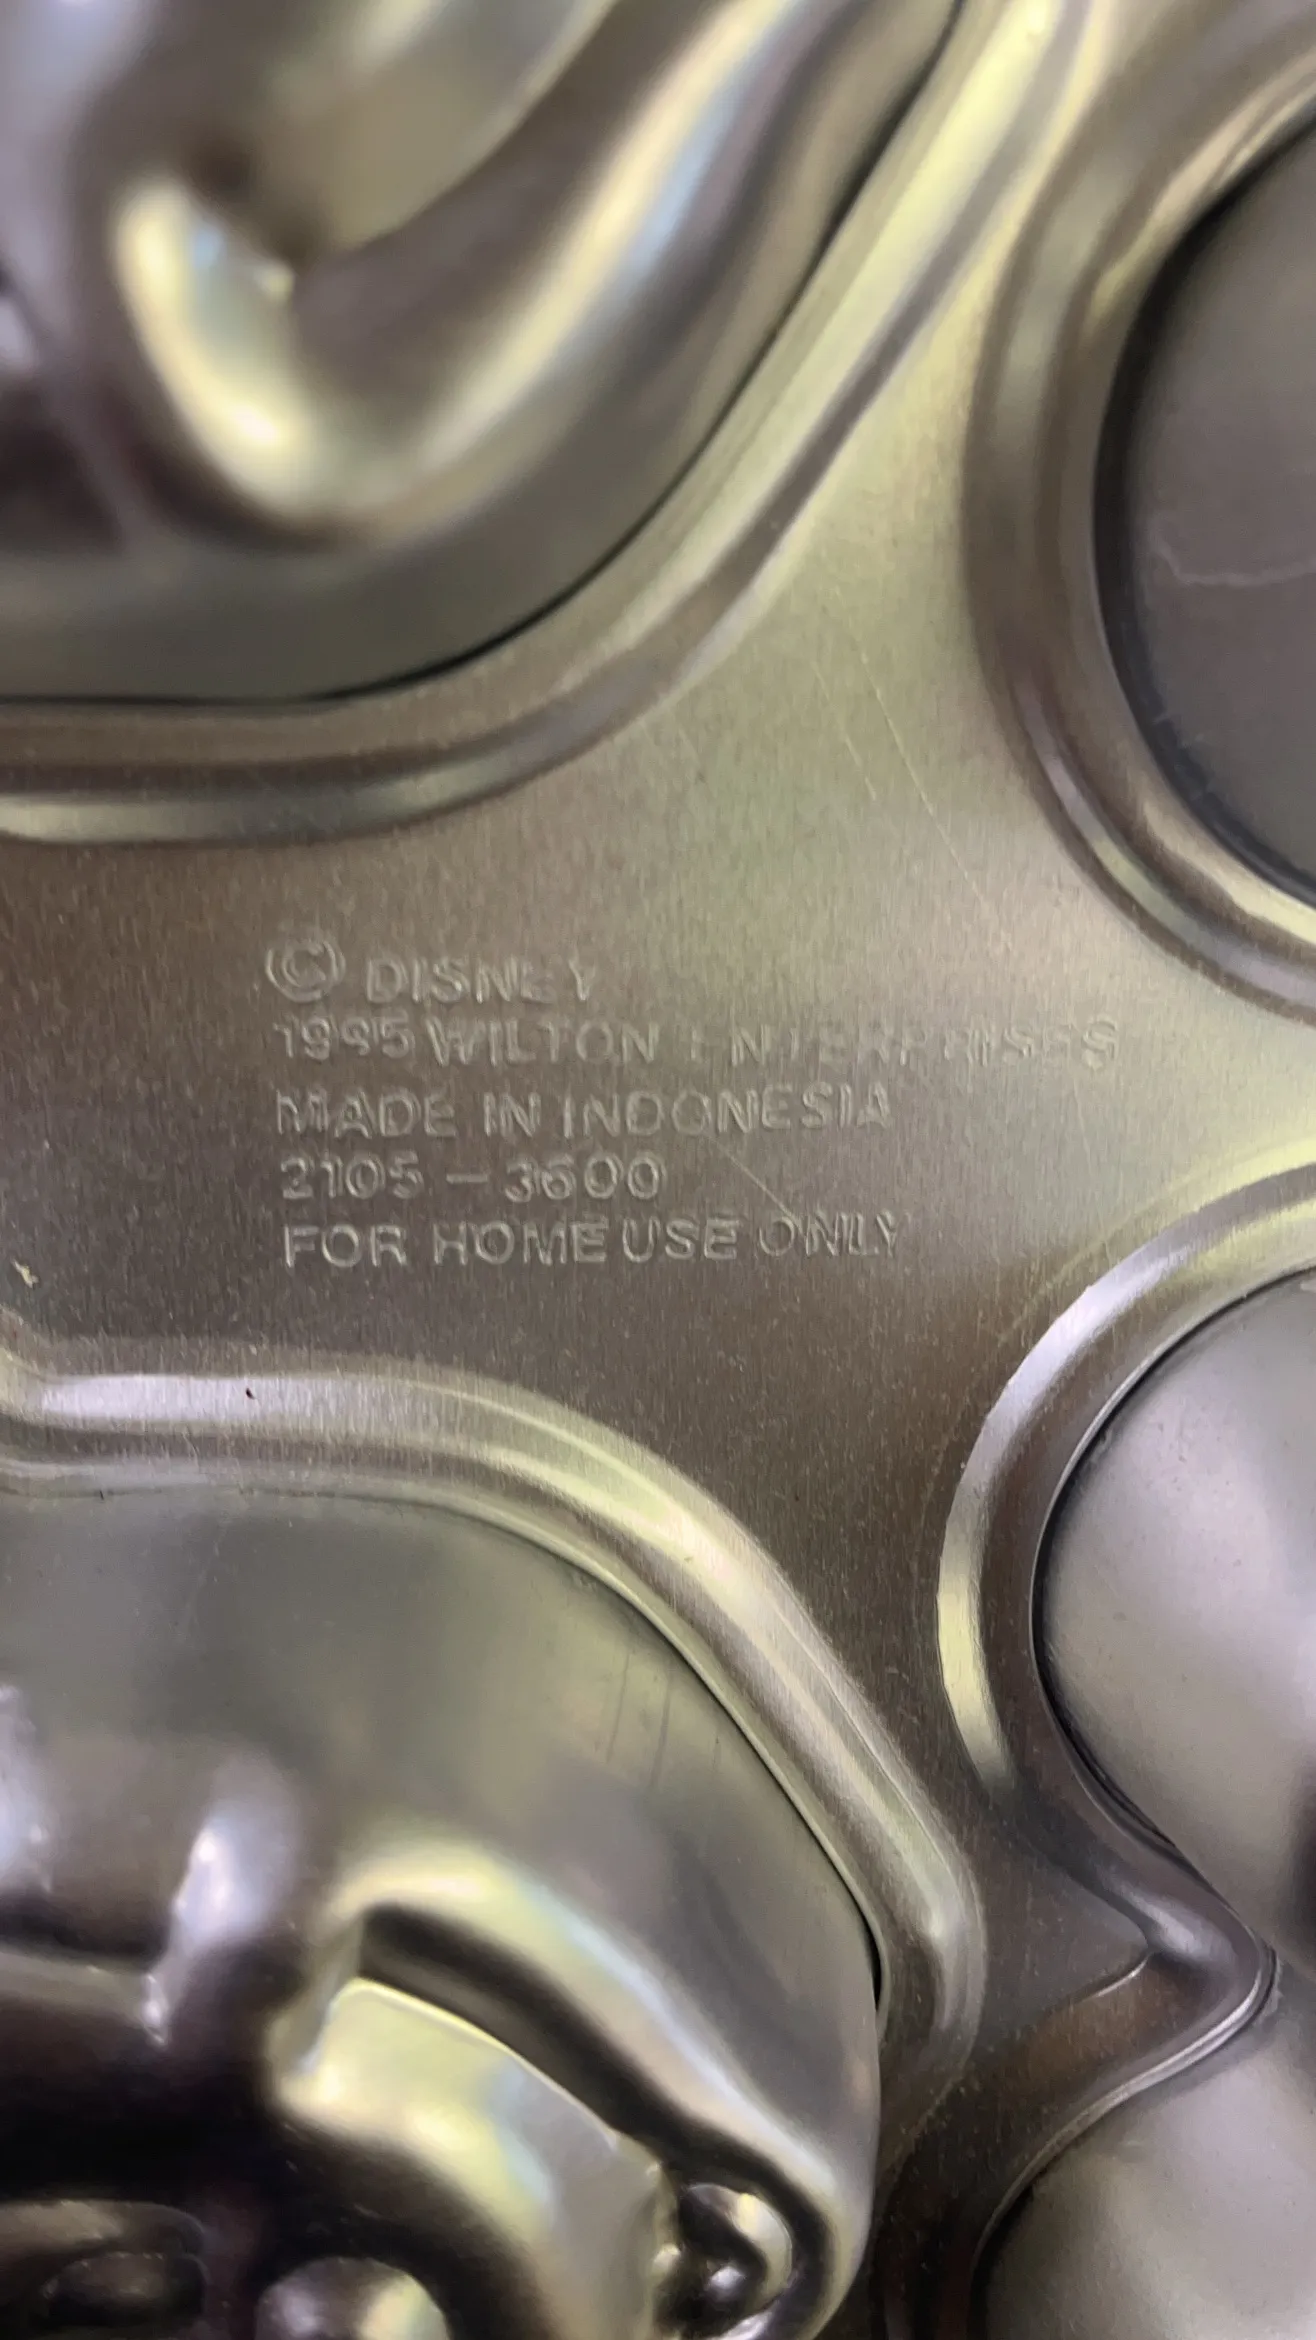 © DISNEY
1995 WILTON ENTERPRISES
MADE IN INDONESIA
2105-3600
FOR HOME USE ONLY